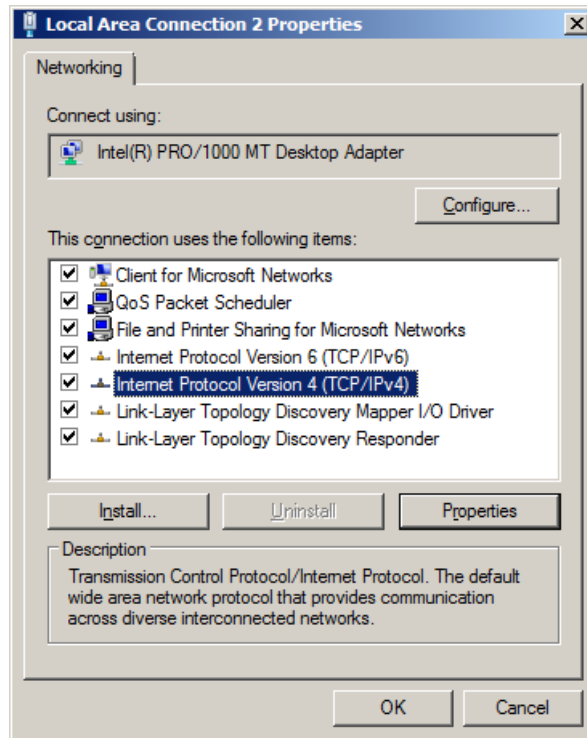 Local Area Connection 2 Properties
Networking
Connect using:
Intel(R) PRO/1000 MT Desktop Adapter
Configure...
This connection uses the following items:
Client for Microsoft Networks
QoS Packet Scheduler
File and Printer Sharing for Microsoft Networks
Internet Protocol Version 6 (TCP/IPv6)
Internet Protocol Version 4 (TCP/IPv4)
Link-Layer Topology Discovery Mapper I/O Driver
Link-Layer Topology Discovery Responder
Install...
Uninstall
Properties
Description
Transmission Control Protocol/Internet Protocol. The default
wide area network protocol that provides communication
across diverse interconnected networks.
OK
Cancel